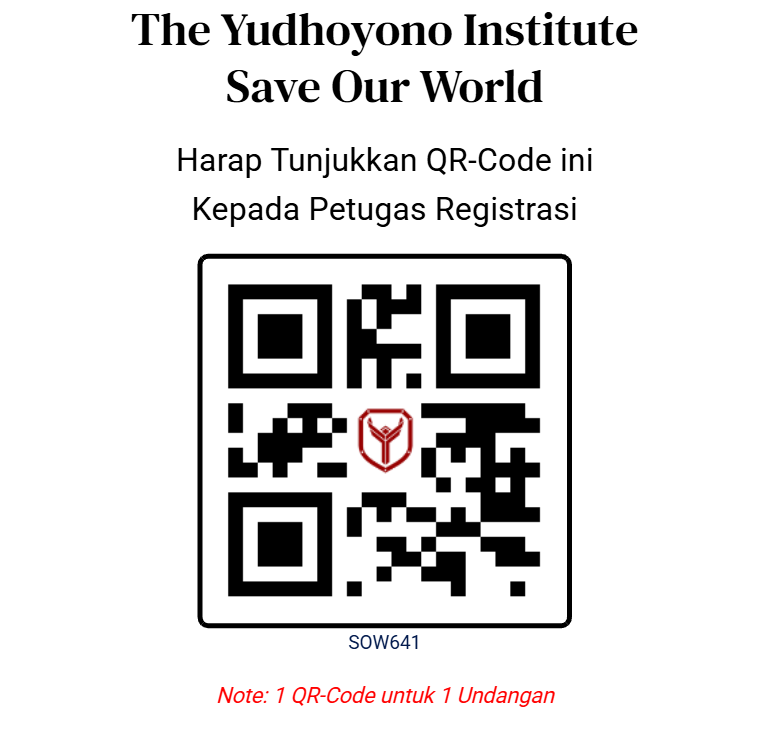 The Yudhoyono Institute
Save Our World
Harap Tunjukkan QR-Code ini
Kepada Petugas Registrasi
SOW641
Note: 1 QR-Code untuk 1 Undangan